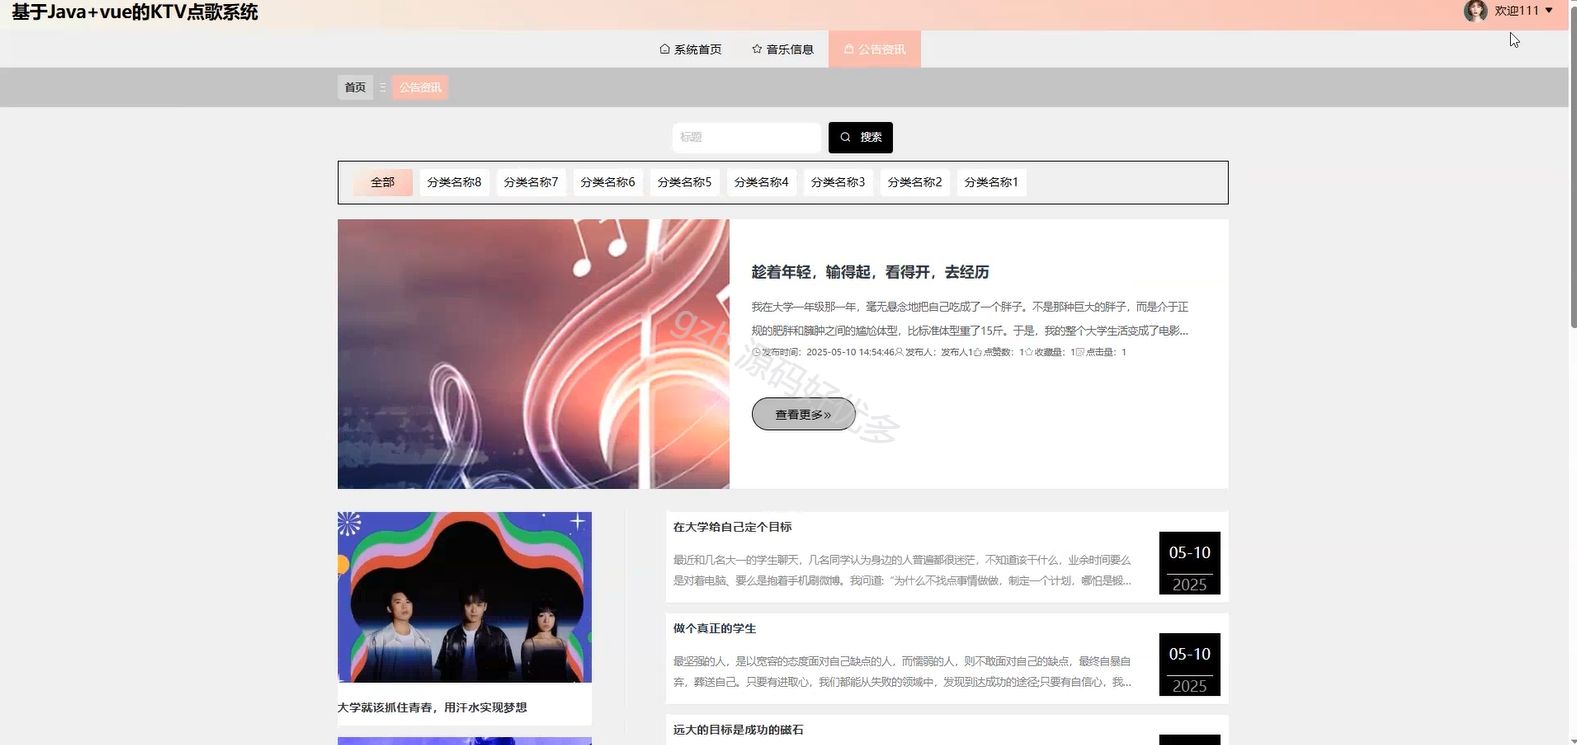 基于Java+vue的KTV点歌系统
欢迎111
系统首页 音乐信息 公告资讯
首页 公告资讯
标题 搜索
全部 分类名称8 分类名称7 分类名称6 分类名称5 分类名称4 分类名称3 分类名称2 分类名称1
趁着年轻，输得起，看得开，去经历
我在大学一年级那一年，毫无悬念地把自己吃成了一个胖子。不是那种巨大的胖子，而是介于正
规的肥胖和臃肿之间的尴尬体型，比标准体型重了15斤。于是，我的整个大学生活变成了电影...
发布时间：2025-05-10 14:54:46 发布人：发布人1 点赞数：1 收藏量：1 点击量：1
查看更多»
gzh 源码好优多
大学就该抓住青春，用汗水实现梦想
在大学给自己定个目标
最近和几名大一的学生聊天，几名同学认为身边的人普遍都很迷茫，不知道该干什么，业余时间要么
是对着电脑、要么是抱着手机刷微博。我问道:“为什么不找点事情做做，制定一个计划，哪怕是锻...
05-10
2025
做个真正的学生
最坚强的人，是以宽容的态度面对自己缺点的人，而懦弱的人，则不敢面对自己的缺点，最终自暴自
弃，葬送自己。只要有进取心，我们都能从失败的领域中，发现到达成功的途径;只要有自信心，我...
05-10
2025
远大的目标是成功的磁石